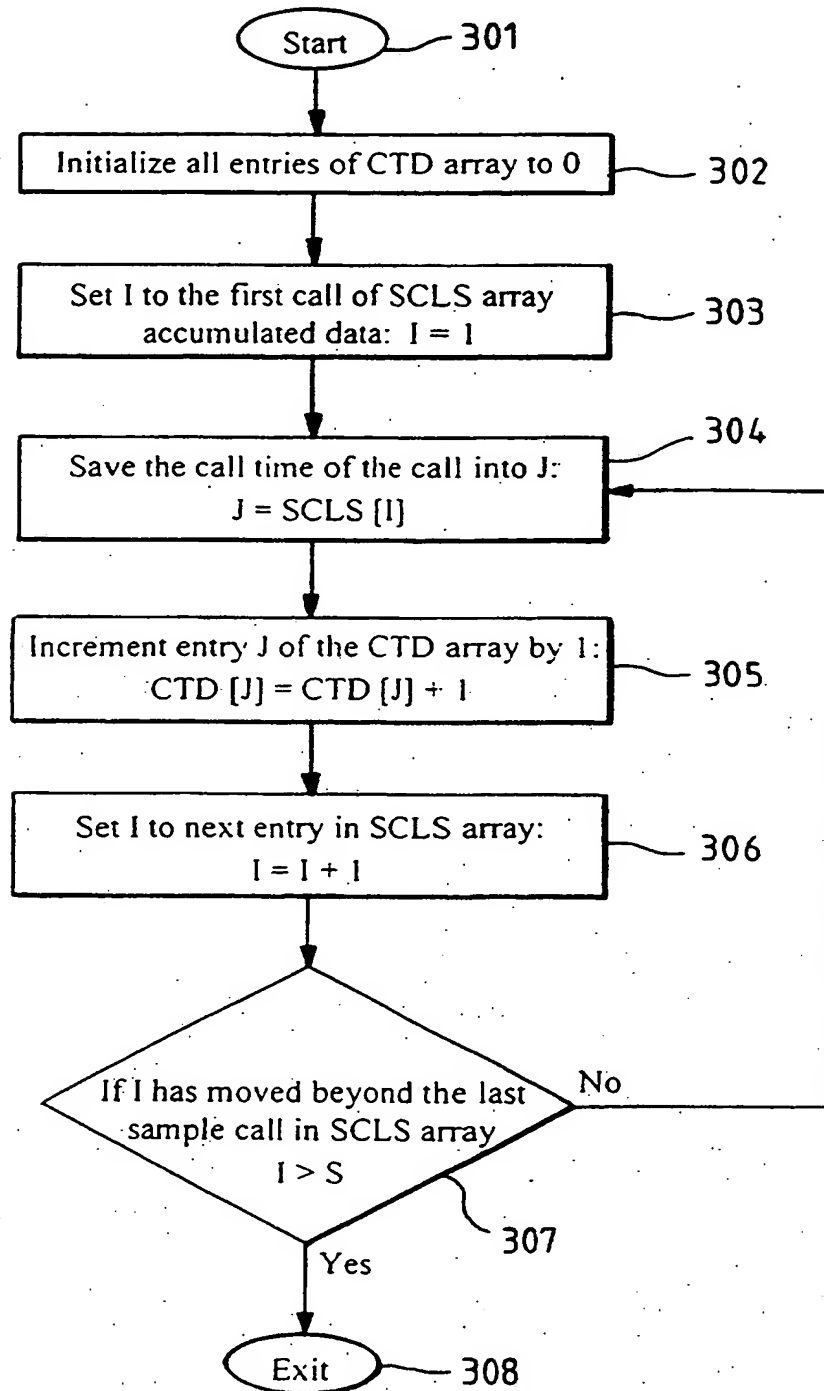 Start
301
Initialize all entries of CTD array to 0
302
Set I to the first call of SCLS array
accumulated data: I = 1
303
304
Save the call time of the call into J:
J = SCLS [I]
Increment entry J of the CTD array by 1:
CTD [J] = CTD [J] + 1
305
Set I to next entry in SCLS array:
I = I + 1
306
If I has moved beyond the last
sample call in SCLS array
I > S
No
307
Yes
Exit
308